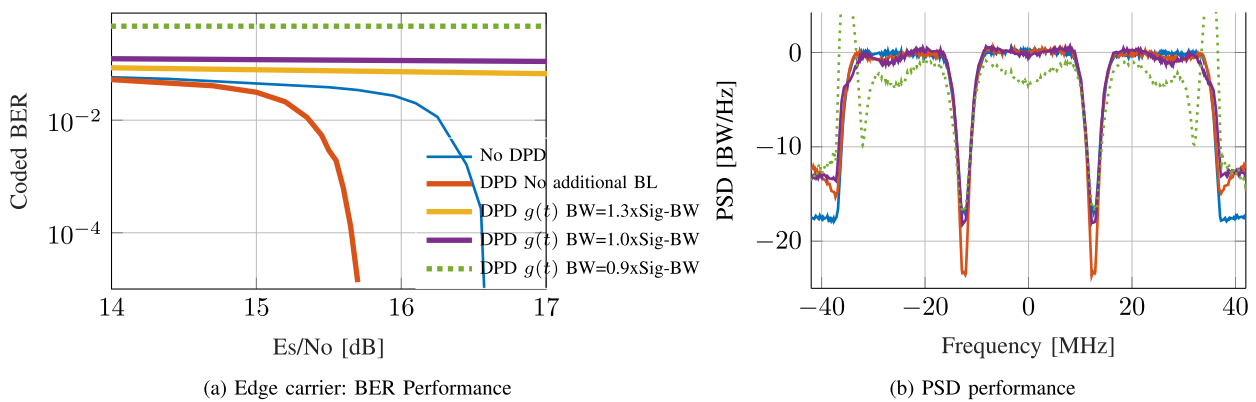 Coded BER
10−2
10−4
No DPD
DPD No additional BL
DPD g(t) BW=1.3xSig-BW
DPD g(t) BW=1.0xSig-BW
DPD g(t) BW=0.9xSig-BW
14 15 16 17
Es/No [dB]
(a) Edge carrier: BER Performance
PSD [BW/Hz]
0
−10
−20
−40 −20 0 20 40
Frequency [MHz]
(b) PSD performance